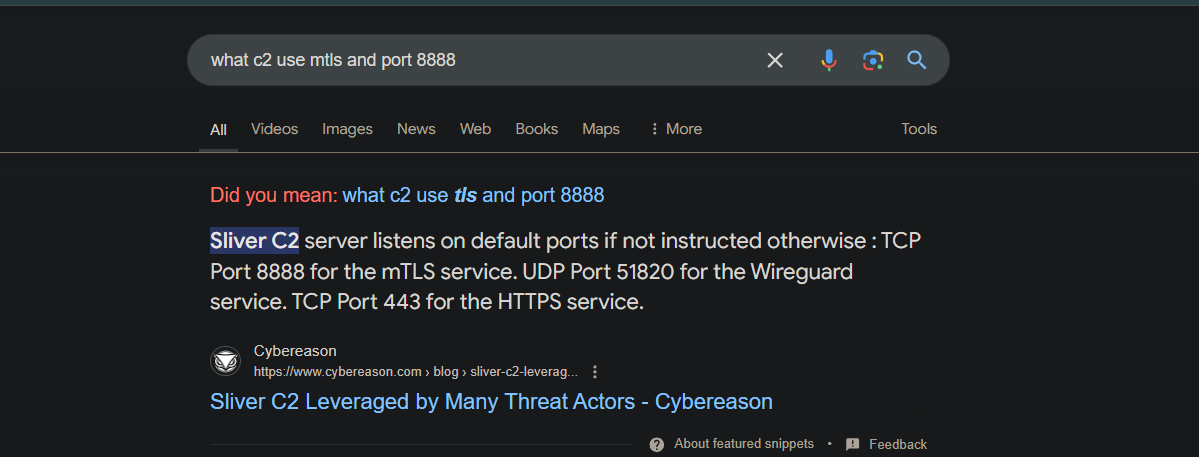 what c2 use mtls and port 8888
All Videos Images News Web Books Maps More Tools
Did you mean: what c2 use tls and port 8888
Sliver C2 server listens on default ports if not instructed otherwise : TCP
Port 8888 for the mTLS service. UDP Port 51820 for the Wireguard
service. TCP Port 443 for the HTTPS service.
Cybereason
https://www.cybereason.com › blog › sliver-c2-leverag...
Sliver C2 Leveraged by Many Threat Actors - Cybereason
About featured snippets • Feedback